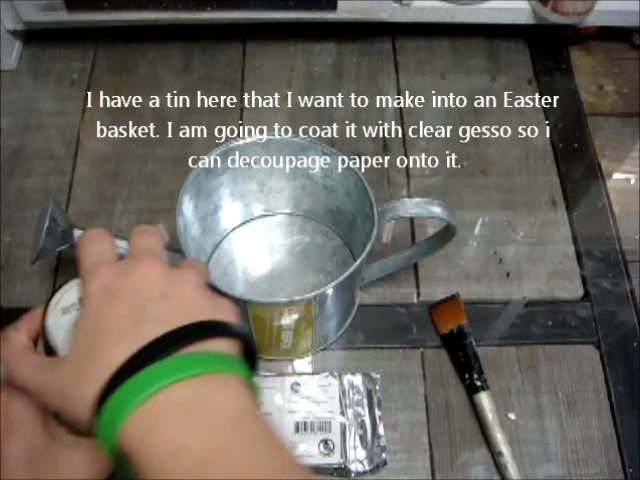 I have a tin here that I want to make into an Easter
basket. I am going to coat it with clear gesso so i
can decoupage paper onto it.